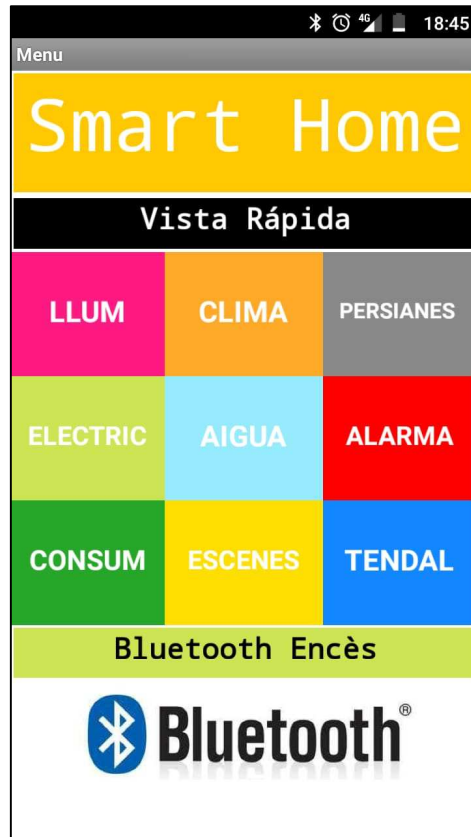 4G 18:45
Menu
Smart Home
Vista Rápida
LLUM CLIMA PERSIANES
ELECTRIC AIGUA ALARMA
CONSUM ESCENES TENDAL
Bluetooth Encès
Bluetooth®